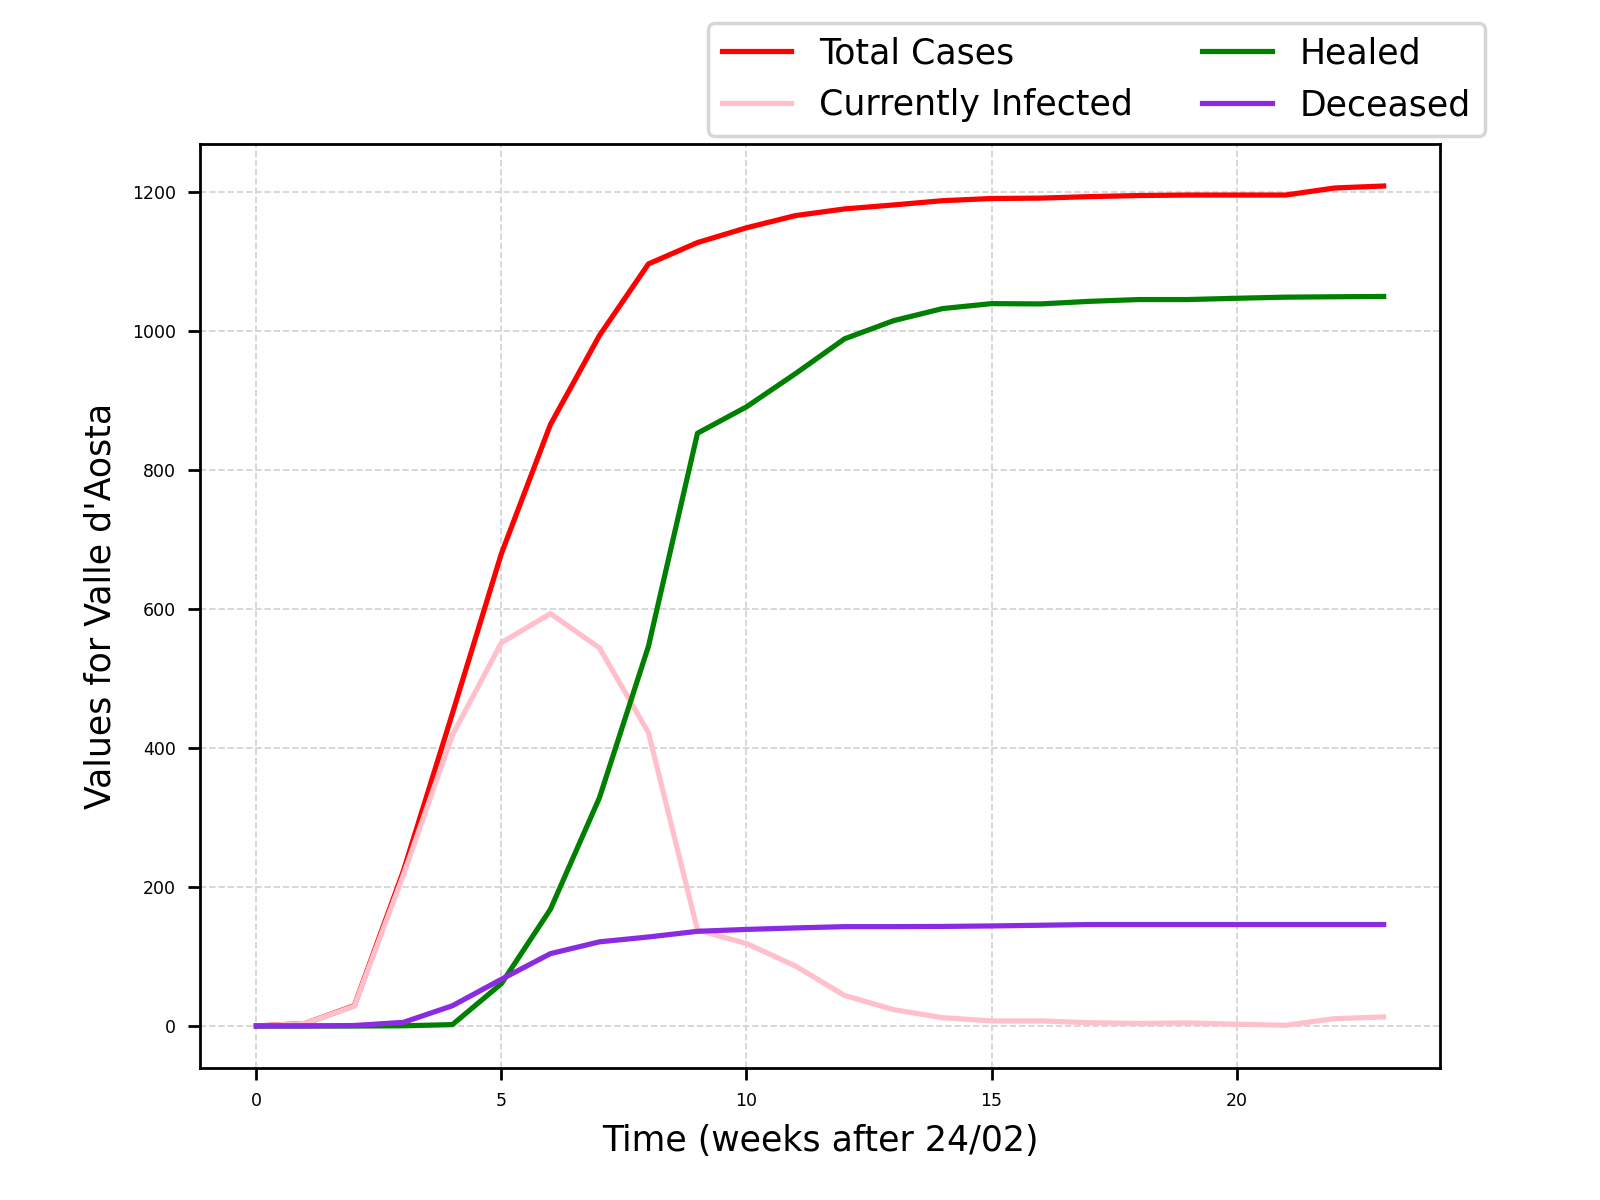 Total Cases
Currently Infected
Healed
Deceased
Values for Valle d'Aosta
1200
1000
800
600
400
200
0
0 5 10 15 20
Time (weeks after 24/02)